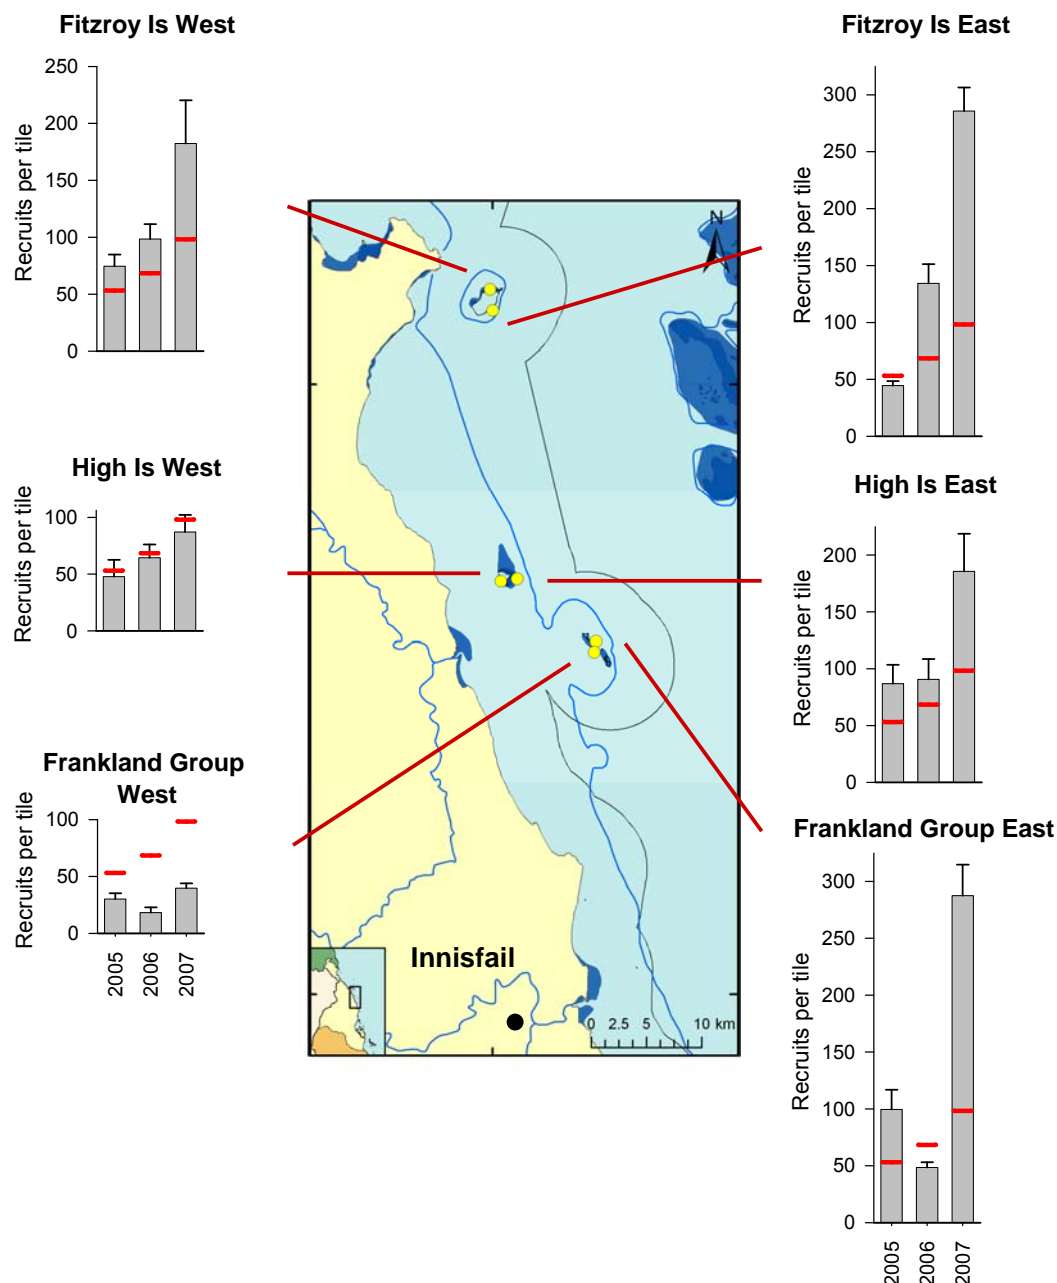 Fitzroy Is West
250
200
150
100
50
0
Recruits per tile
Fitzroy Is East
300
250
200
150
100
50
0
Recruits per tile
N
High Is West
100
50
0
Recruits per tile
High Is East
200
150
100
50
0
Recruits per tile
Frankland Group
West
100
50
0
Recruits per tile
2005
2006
2007
Frankland Group East
300
250
200
150
100
50
0
Recruits per tile
2005
2006
2007
Innisfail
0 2.5 5 10 km